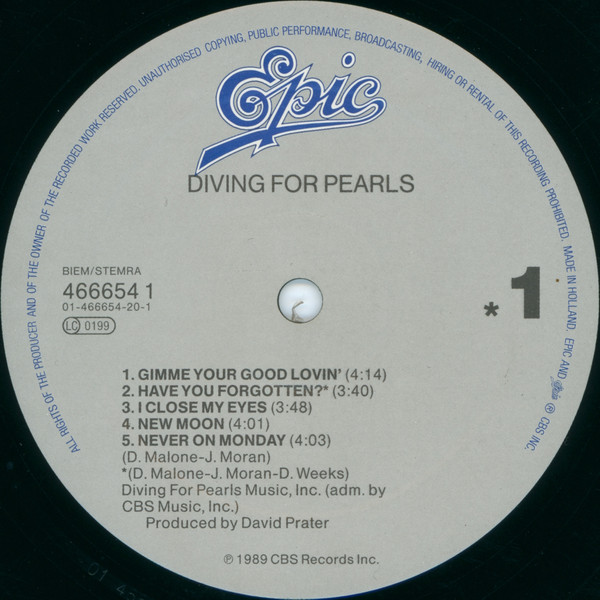 ALL RIGHTS OF THE PRODUCER AND OF THE OWNER OF THE RECORDED WORK RESERVED. UNAUTHORISED COPYING, PUBLIC PERFORMANCE, BROADCASTING, HIRING OR RENTAL OF THIS RECORDING PROHIBITED. MADE IN HOLLAND. EPIC AND Epic ® CBS INC.
Epic
DIVING FOR PEARLS
BIEM/STEMRA
466654 1
01-466654-20-1
LC 0199
* 1
1. GIMME YOUR GOOD LOVIN' (4:14)
2. HAVE YOU FORGOTTEN?* (3:40)
3. I CLOSE MY EYES (3:48)
4. NEW MOON (4:01)
5. NEVER ON MONDAY (4:03)
(D. Malone-J. Moran)
*(D. Malone-J. Moran-D. Weeks)
Diving For Pearls Music, Inc. (adm. by
CBS Music, Inc.)
Produced by David Prater
℗ 1989 CBS Records Inc.